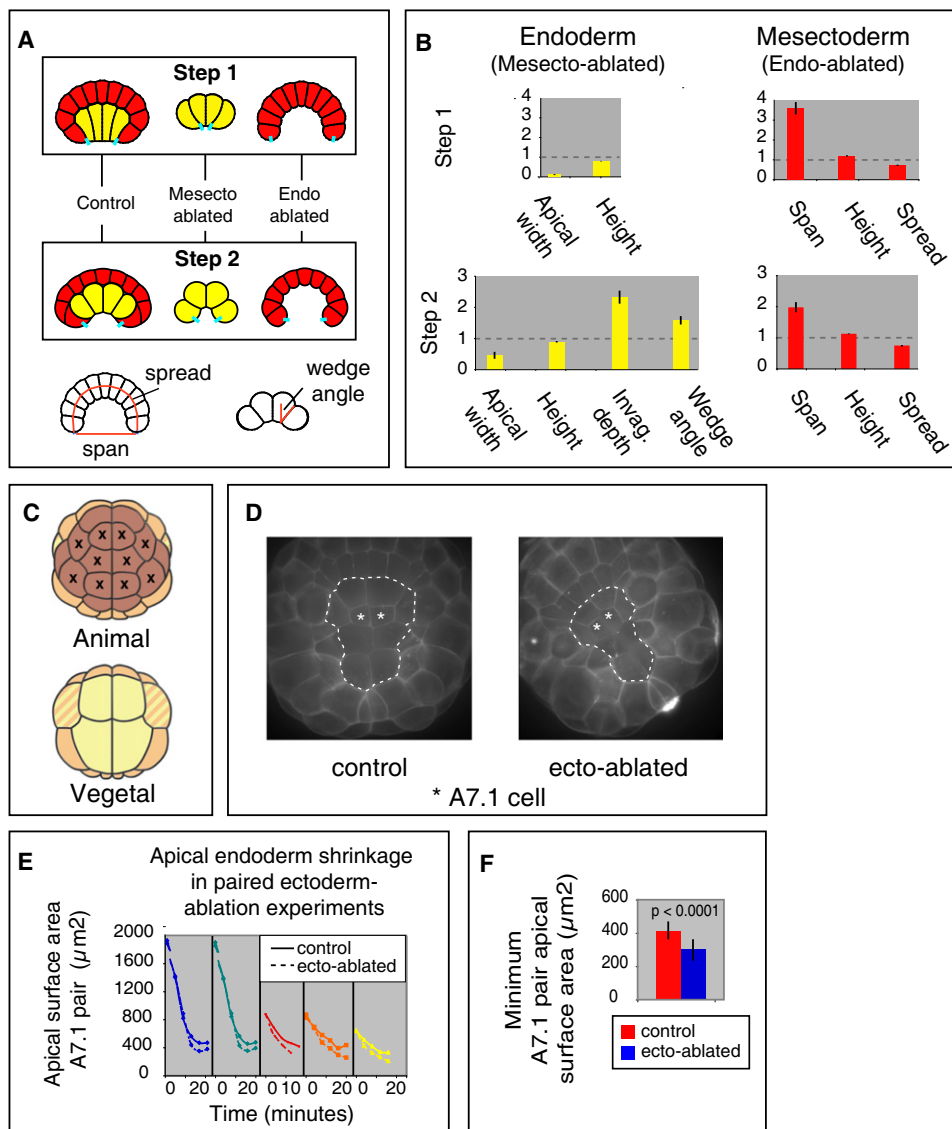 A
Step 1
Control
Mesecto
ablated
Endo
ablated
Step 2
spread
span
wedge
angle
B
Endoderm
(Mesecto-ablated)
Mesectoderm
(Endo-ablated)
Step 1
4
3
2
1
0
Apical
width
Height
4
3
2
1
0
Span
Height
Spread
Step 2
3
2
1
0
Apical
width
Height
Invag.
depth
Wedge
angle
3
2
1
0
Span
Height
Spread
C
x x x x
x x
x x x x
Animal
Vegetal
D
* *
* *
control
ecto-ablated
* A7.1 cell
E
Apical endoderm shrinkage
in paired ectoderm-
ablation experiments
Apical surface area
A7.1 pair (µm2)
2000
1600
1200
800
400
0
control
ecto-ablated
0 20 0 20 0 10 0 20 0 20
Time (minutes)
F
Minimum
A7.1 pair apical
surface area (µm2)
600
400
200
0
p < 0.0001
control
ecto-ablated